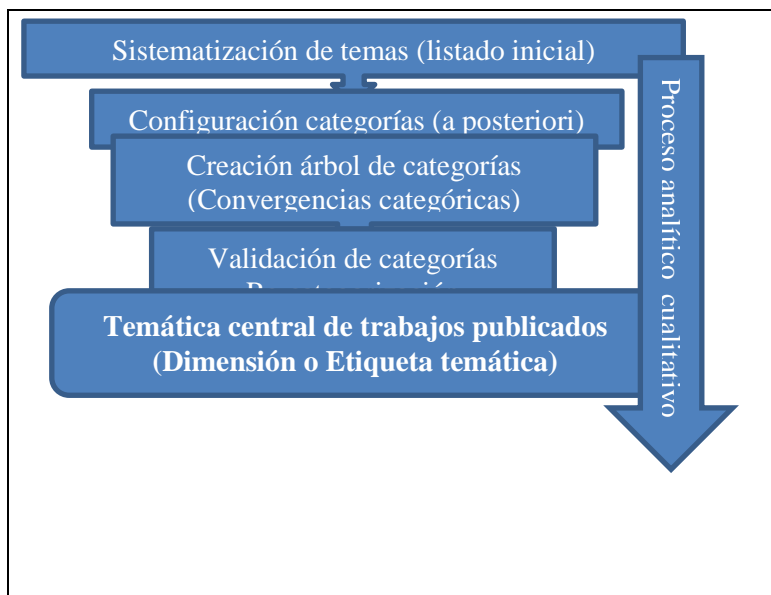 Sistematización de temas (listado inicial)
Configuración categorías (a posteriori)
Creación árbol de categorías
(Convergencias categóricas)
Validación de categorías
Temática central de trabajos publicados
(Dimensión o Etiqueta temática)
Proceso analítico cualitativo